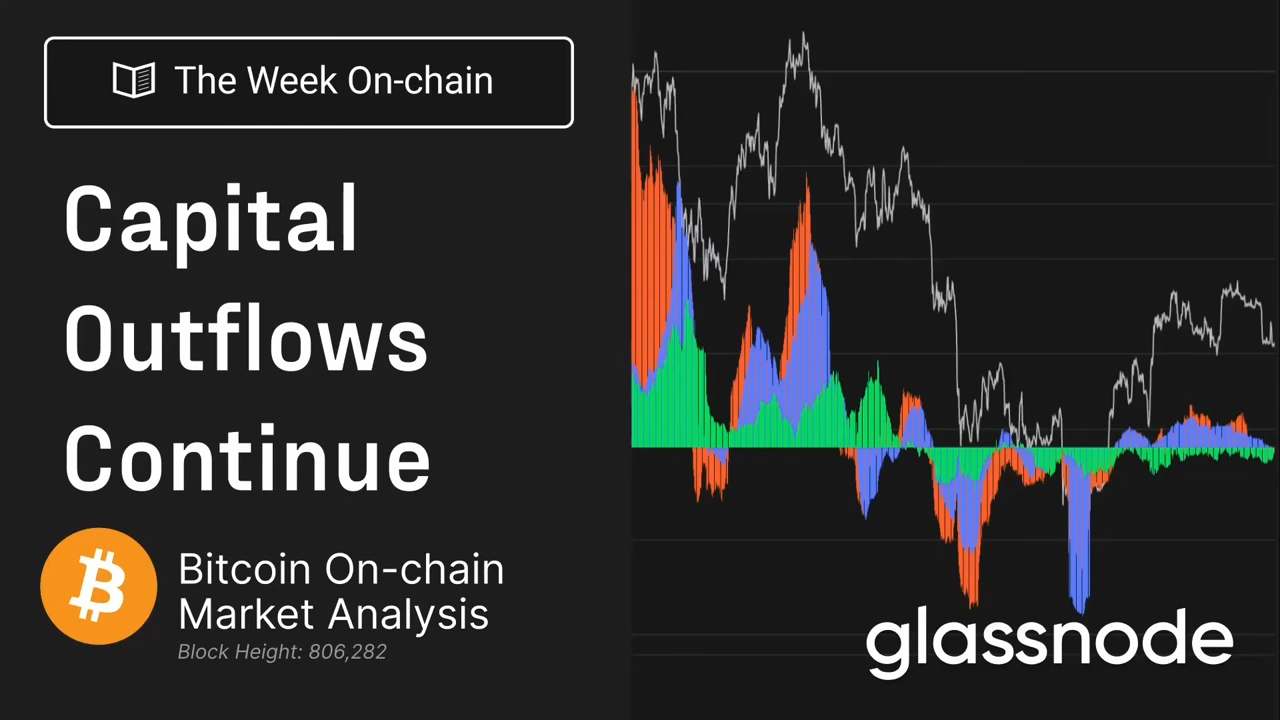 The Week On-chain
Capital
Outflows
Continue
Bitcoin On-chain
Market Analysis
Block Height: 806,282
glassnode